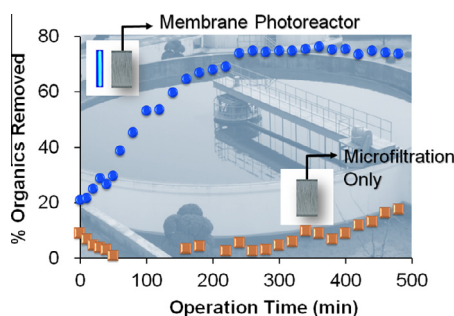 Membrane Photoreactor
80
60
40
20
0
% Organics Removed
Microfiltration
Only
0 100 200 300 400 500
Operation Time (min)